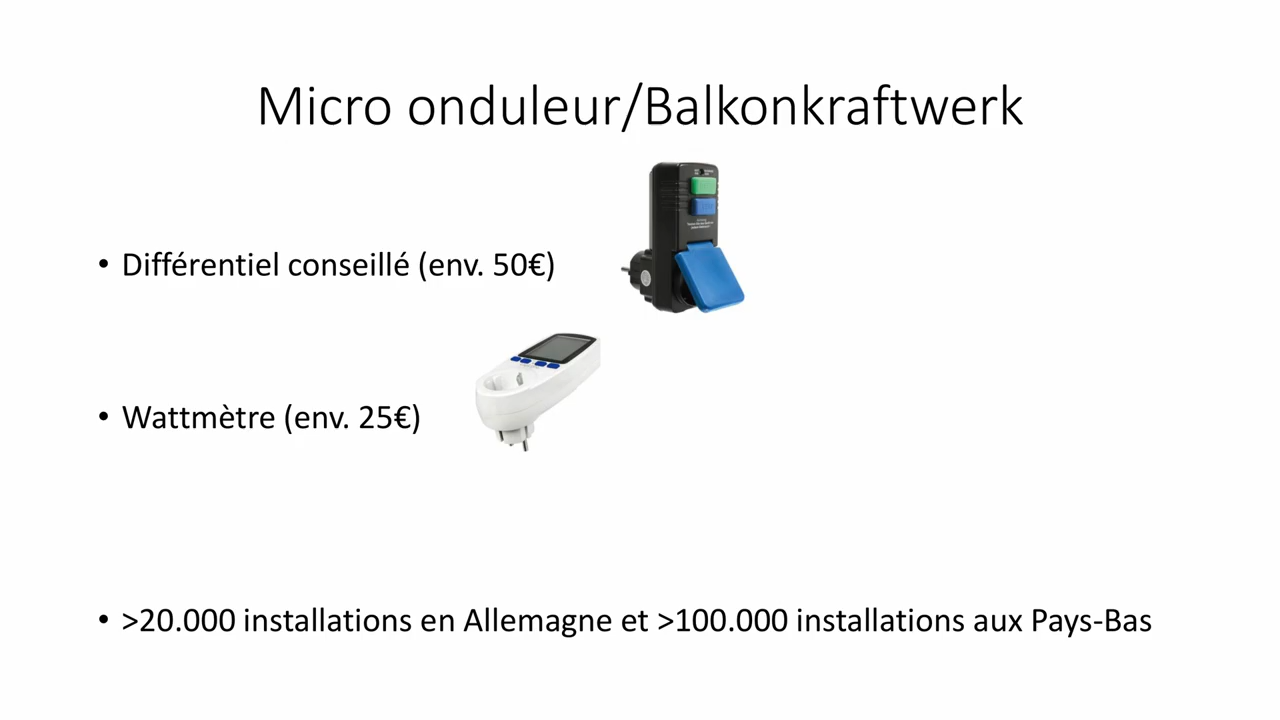 Micro onduleur/Balkonkraftwerk
• Différentiel conseillé (env. 50€)
• Wattmètre (env. 25€)
• >20.000 installations en Allemagne et >100.000 installations aux Pays-Bas